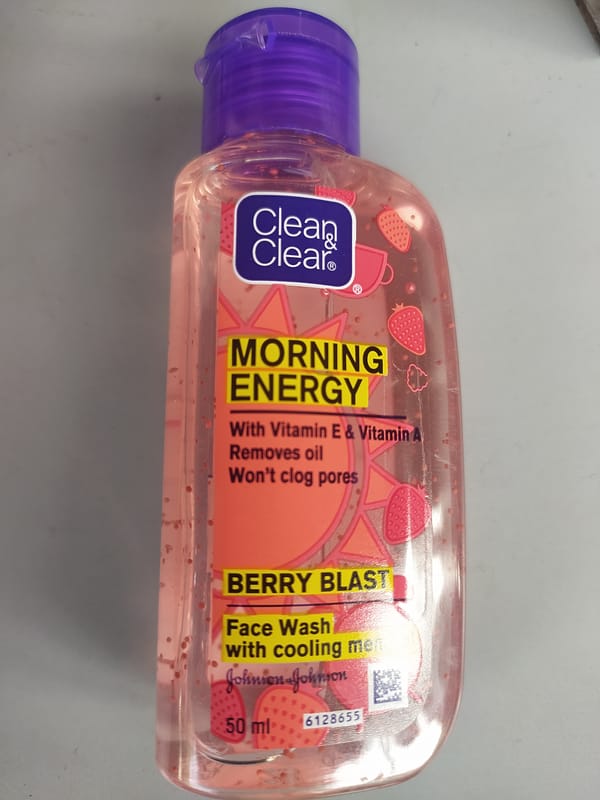 Clean &
Clear®
®
MORNING
ENERGY
With Vitamin E & Vitamin A
Removes oil
Won't clog pores
BERRY BLAST
Face Wash
with cooling
Johnson & Johnson
50 ml
6128655